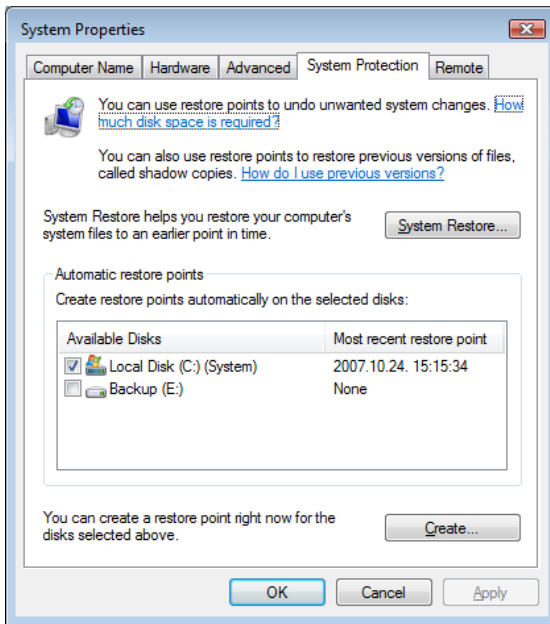 System Properties
Computer Name Hardware Advanced System Protection Remote
You can use restore points to undo unwanted system changes. How
much disk space is required?
You can also use restore points to restore previous versions of files,
called shadow copies. How do I use previous versions?
System Restore helps you restore your computer's
system files to an earlier point in time.
System Restore...
Automatic restore points
Create restore points automatically on the selected disks:
Available Disks Most recent restore point
Local Disk (C:) (System) 2007.10.24. 15:15:34
Backup (E:) None
You can create a restore point right now for the
disks selected above.
Create...
OK Cancel Apply